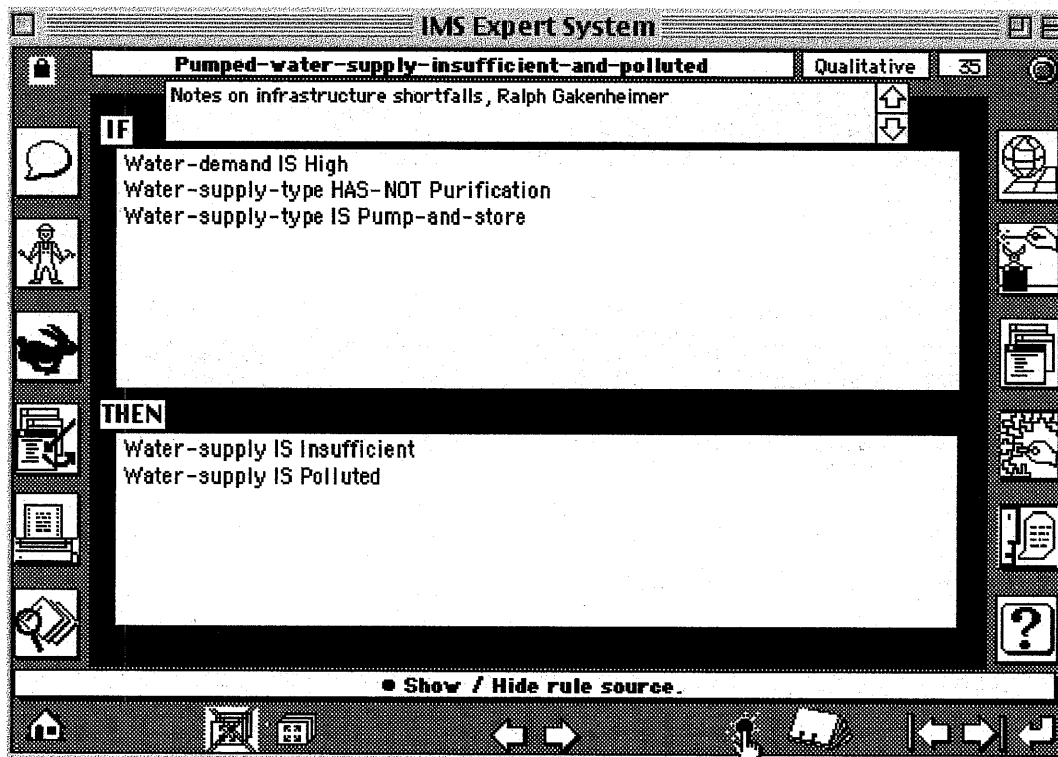 IMS Expert System
Pumped-water-supply-insufficient-and-polluted Qualitative 35
Notes on infrastructure shortfalls, Ralph Gakenheimer
IF
Water-demand IS High
Water-supply-type HAS-NOT Purification
Water-supply-type IS Pump-and-store
THEN
Water-supply IS Insufficient
Water-supply IS Polluted
?
● Show / Hide rule source.